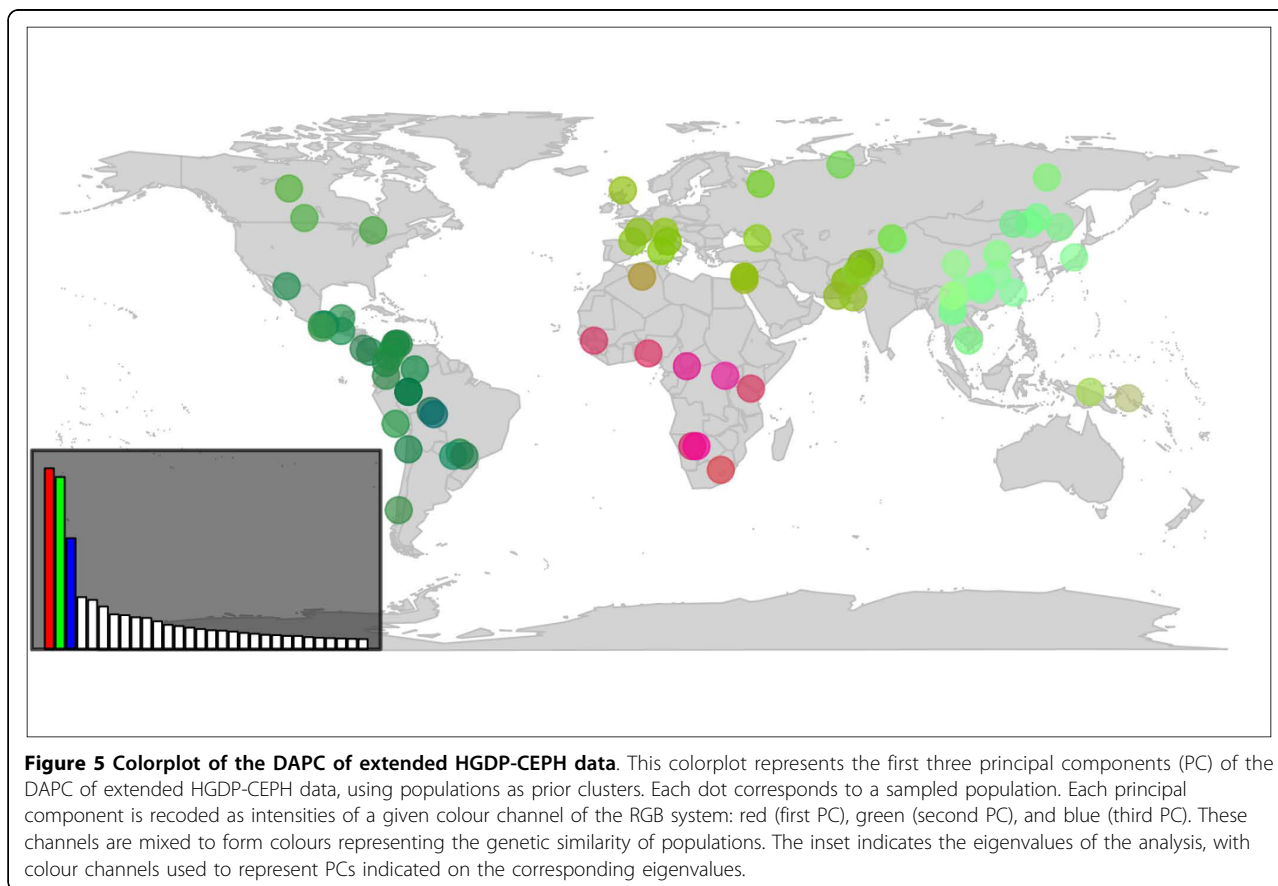 Figure 5 Colorplot of the DAPC of extended HGDP-CEPH data. This colorplot represents the first three principal components (PC) of the
DAPC of extended HGDP-CEPH data, using populations as prior clusters. Each dot corresponds to a sampled population. Each principal
component is recoded as intensities of a given colour channel of the RGB system: red (first PC), green (second PC), and blue (third PC). These
channels are mixed to form colours representing the genetic similarity of populations. The inset indicates the eigenvalues of the analysis, with
colour channels used to represent PCs indicated on the corresponding eigenvalues.